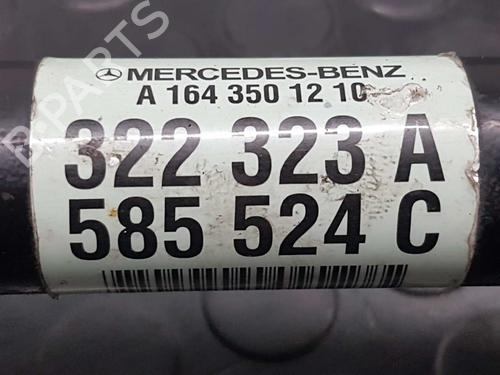 MERCEDES-BENZ
A 164 350 12 10
322 323 A
585 524 C
B-PARTS